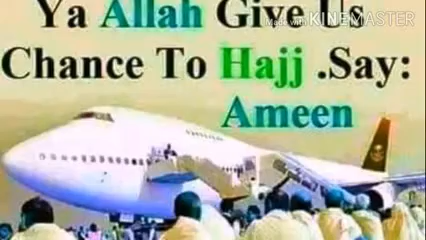 Ya Allah Give Us
Made with KINEMASTER
Chance To Hajj .Say:
Ameen